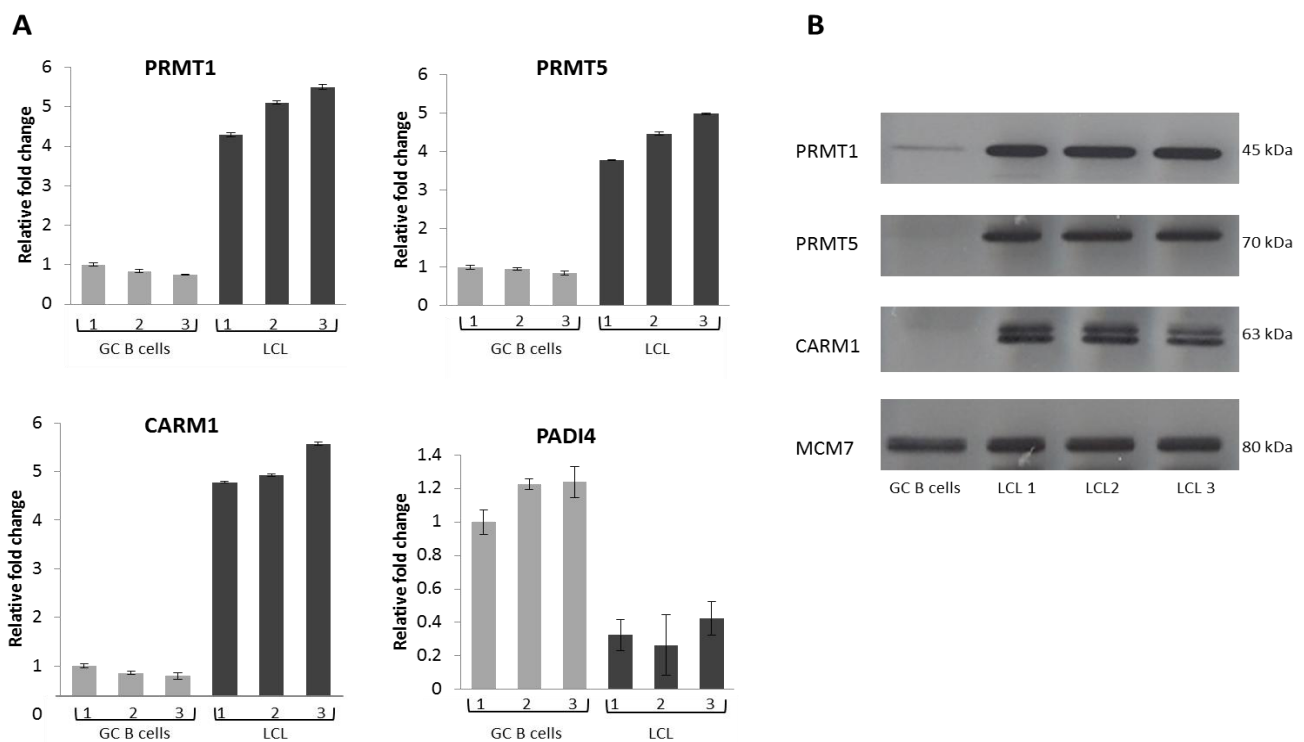 A
B
PRMT1
Relative fold change
6
5
4
3
2
1
0
1 2 3 1 2 3
GC B cells LCL
PRMT5
Relative fold change
6
5
4
3
2
1
0
1 2 3 1 2 3
GC B cells LCL
CARM1
Relative fold change
6
5
4
3
2
1
0
1 2 3 1 2 3
GC B cells LCL
PADI4
Relative fold change
1.4
1.2
1
0.8
0.6
0.4
0.2
0
1 2 3 1 2 3
GC B cells LCL
PRMT1 45 kDa
PRMT5 70 kDa
CARM1 63 kDa
MCM7 80 kDa
GC B cells LCL 1 LCL2 LCL 3